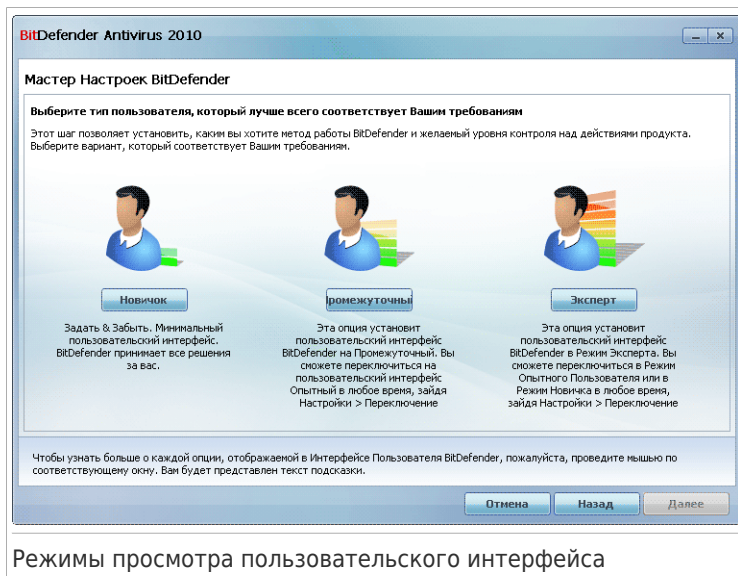 BitDefender Antivirus 2010
Мастер Настроек BitDefender
Выберите тип пользователя, который лучше всего соответствует Вашим требованиям
Этот шаг позволяет установить, каким вы хотите метод работы BitDefender и желаемый уровня контроля над действиями продукта.
Выберите вариант, который соответствует Вашим требованиям.
Новичок
Задать & Забыть. Минимальный
пользовательский интерфейс.
BitDefender принимает все решения
за вас.
Іромежуточный
Эта опция установит
пользовательский интерфейс
BitDefender на Промежуточный. Вы
сможете переключиться на
пользовательский интерфейс
Опытный в любое время, зайдя
Настройки > Переключение
Эксперт
Эта опция установит
пользовательский интерфейс
BitDefender в Режим Эксперта. Вы
сможете переключиться в Режим
Опытного Пользователя или в
Режим Новичка в любое время,
зайдя Настройки > Переключение
Чтобы узнать больше о каждой опции, отображаемой в Интерфейсе Пользователя BitDefender, пожалуйста, проведите мышью по
соответствующему окну. Вам будет представлен текст подсказки.
Отмена
Назад
Далее
Режимы просмотра пользовательского интерфейса